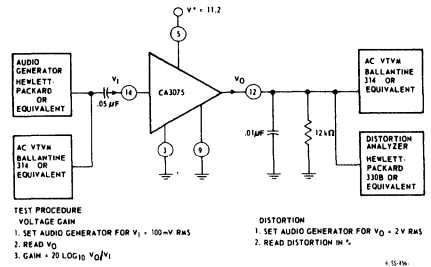 V⁺ = 11.2
5
AUDIO
GENERATOR
HEWLETT-
PACKARD
OR
EQUIVALENT
VI
14
.05 µF
CA3075
VO
12
AC VTVM
BALLANTINE
314 OR
EQUIVALENT
.01µF
12 kΩ
DISTORTION
ANALYZER
HEWLETT-
PACKARD
330B OR
EQUIVALENT
AC VTVM
BALLANTINE
314 OR
EQUIVALENT
3
9
TEST PROCEDURE
VOLTAGE GAIN
1. SET AUDIO GENERATOR FOR VI = 100 mV RMS
2. READ VO
3. GAIN = 20 LOG10 VO/VI
DISTORTION
1. SET AUDIO GENERATOR FOR VO = 2 V RMS
2. READ DISTORTION IN %